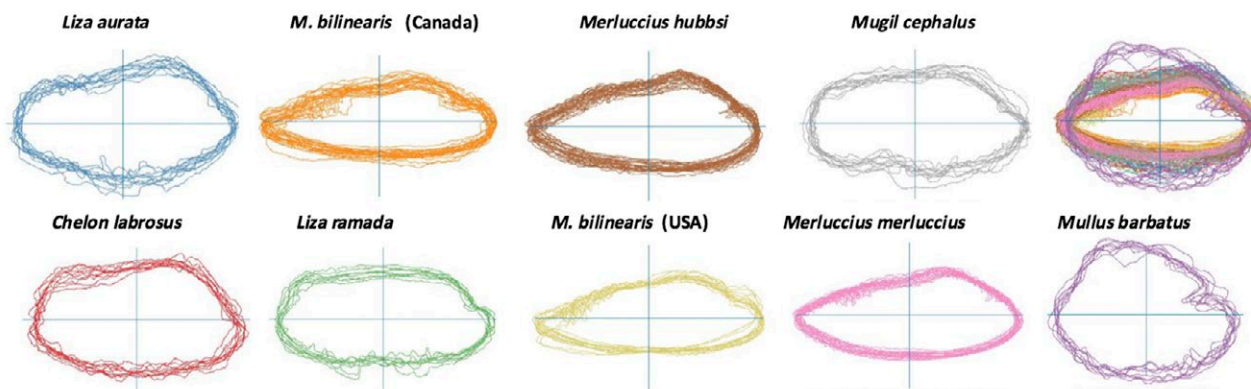 Liza aurata
M. bilinearis (Canada)
Merluccius hubbsi
Mugil cephalus
Chelon labrosus
Liza ramada
M. bilinearis (USA)
Merluccius merluccius
Mullus barbatus